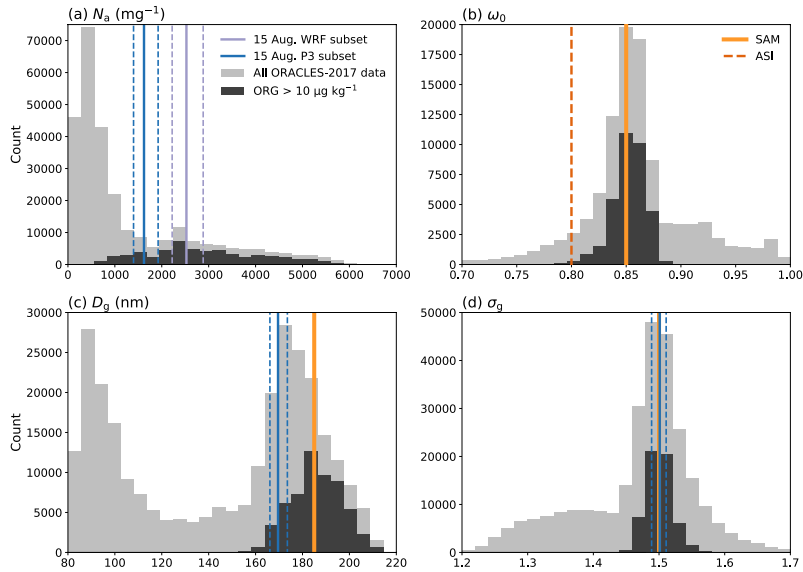 (a) Nₐ (mg⁻¹)
15 Aug. WRF subset
15 Aug. P3 subset
All ORACLES-2017 data
ORG > 10 μg kg⁻¹
Count
70000
60000
50000
40000
30000
20000
10000
0
0 1000 2000 3000 4000 5000 6000 7000
(b) ω₀
SAM
ASI
20000
17500
15000
12500
10000
7500
5000
2500
0
0.70 0.75 0.80 0.85 0.90 0.95 1.00
(c) D_g (nm)
Count
30000
25000
20000
15000
10000
5000
0
80 100 120 140 160 180 200 220
(d) σ_g
50000
40000
30000
20000
10000
0
1.2 1.3 1.4 1.5 1.6 1.7